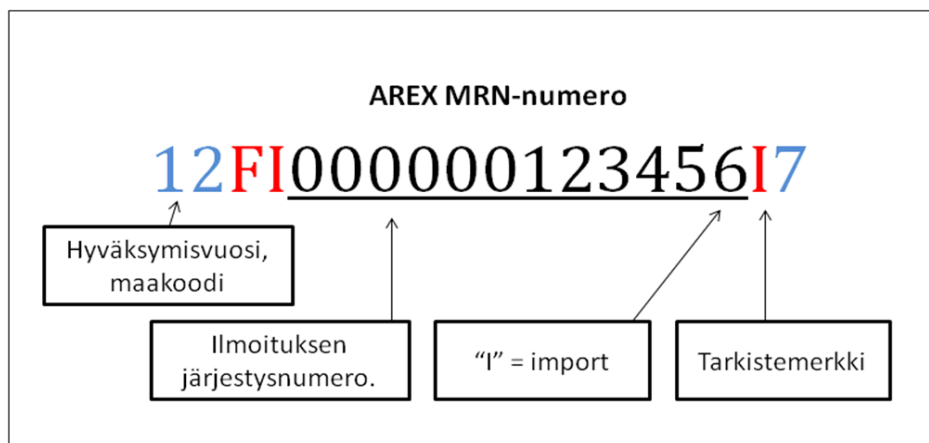 AREX MRN-numero
12FI000000123456I7
Hyväksymisvuosi,
maakoodi
Ilmoituksen
järjestysnumero.
“I” = import
Tarkistemerkki